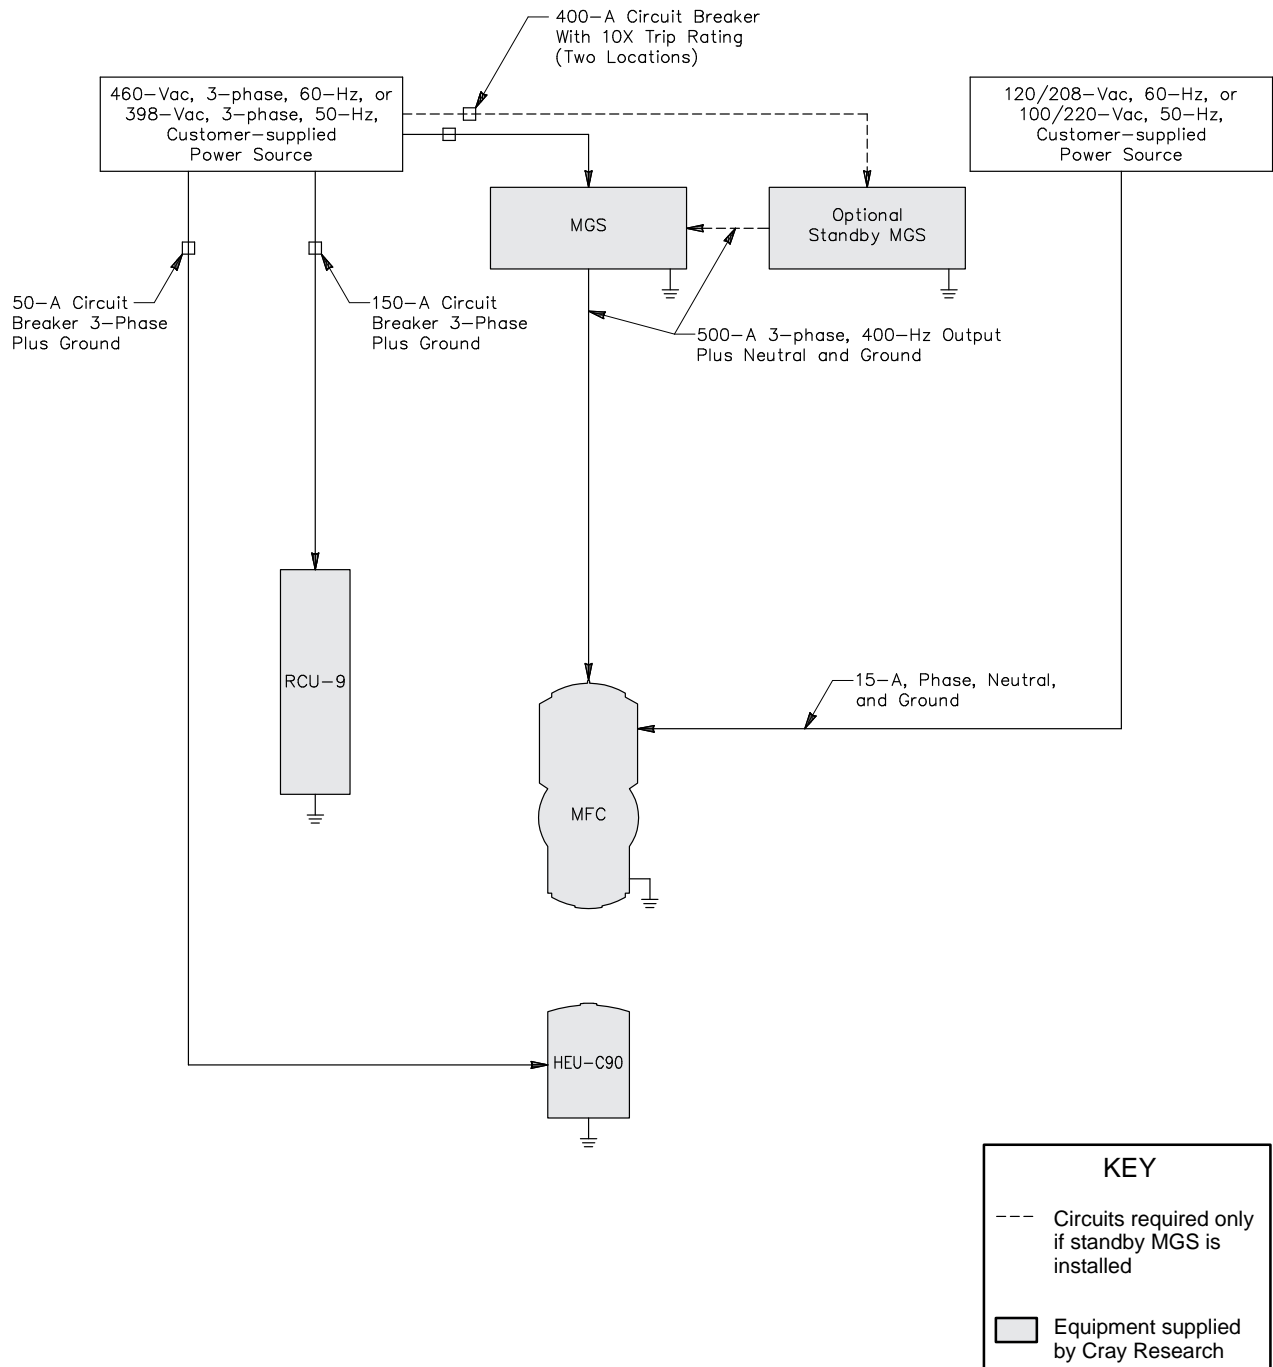 400-A Circuit Breaker
With 10X Trip Rating
(Two Locations)
460-Vac, 3-phase, 60-Hz, or
398-Vac, 3-phase, 50-Hz,
Customer-supplied
Power Source
120/208-Vac, 60-Hz, or
100/220-Vac, 50-Hz,
Customer-supplied
Power Source
MGS
Optional
Standby MGS
50-A Circuit
Breaker 3-Phase
Plus Ground
150-A Circuit
Breaker 3-Phase
Plus Ground
500-A 3-phase, 400-Hz Output
Plus Neutral and Ground
RCU-9
15-A, Phase, Neutral,
and Ground
MFC
HEU-C90
KEY
Circuits required only
if standby MGS is
installed
Equipment supplied
by Cray Research